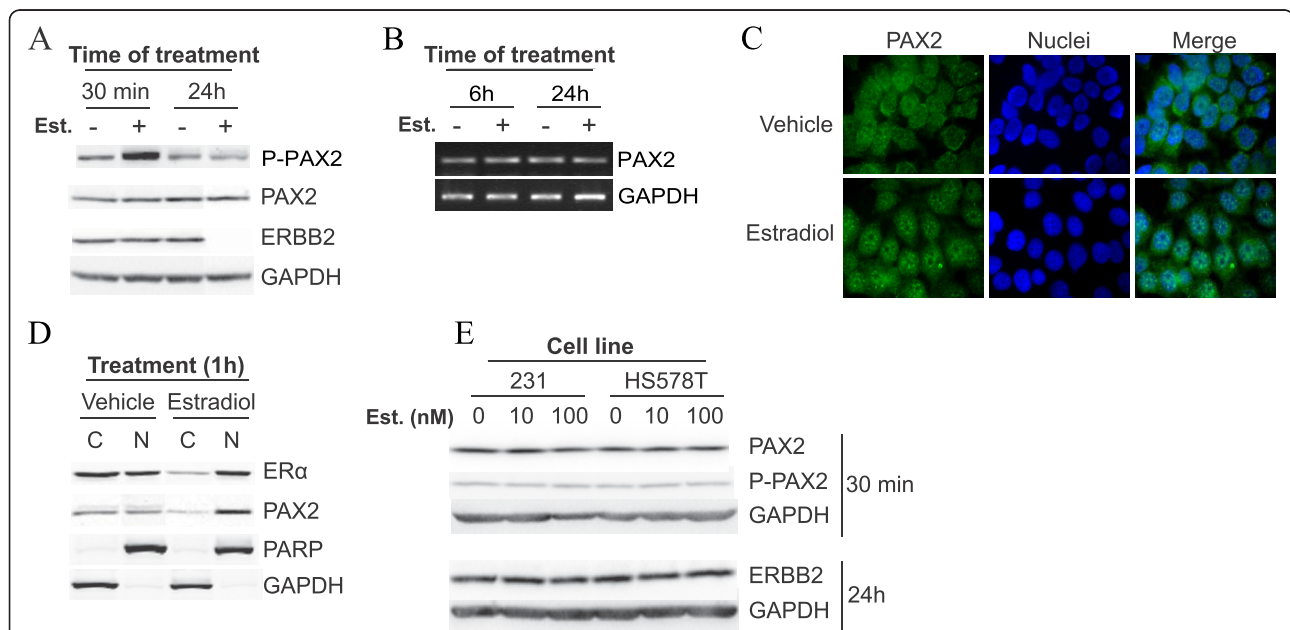 A
Time of treatment
30 min 24h
Est. - + - +
P-PAX2
PAX2
ERBB2
GAPDH
B
Time of treatment
6h 24h
Est. - + - +
PAX2
GAPDH
C
PAX2 Nuclei Merge
Vehicle
Estradiol
D
Treatment (1h)
Vehicle Estradiol
C N C N
ERα
PAX2
PARP
GAPDH
E
Cell line
231 HS578T
Est. (nM) 0 10 100 0 10 100
PAX2
P-PAX2
GAPDH
30 min
ERBB2
GAPDH
24h